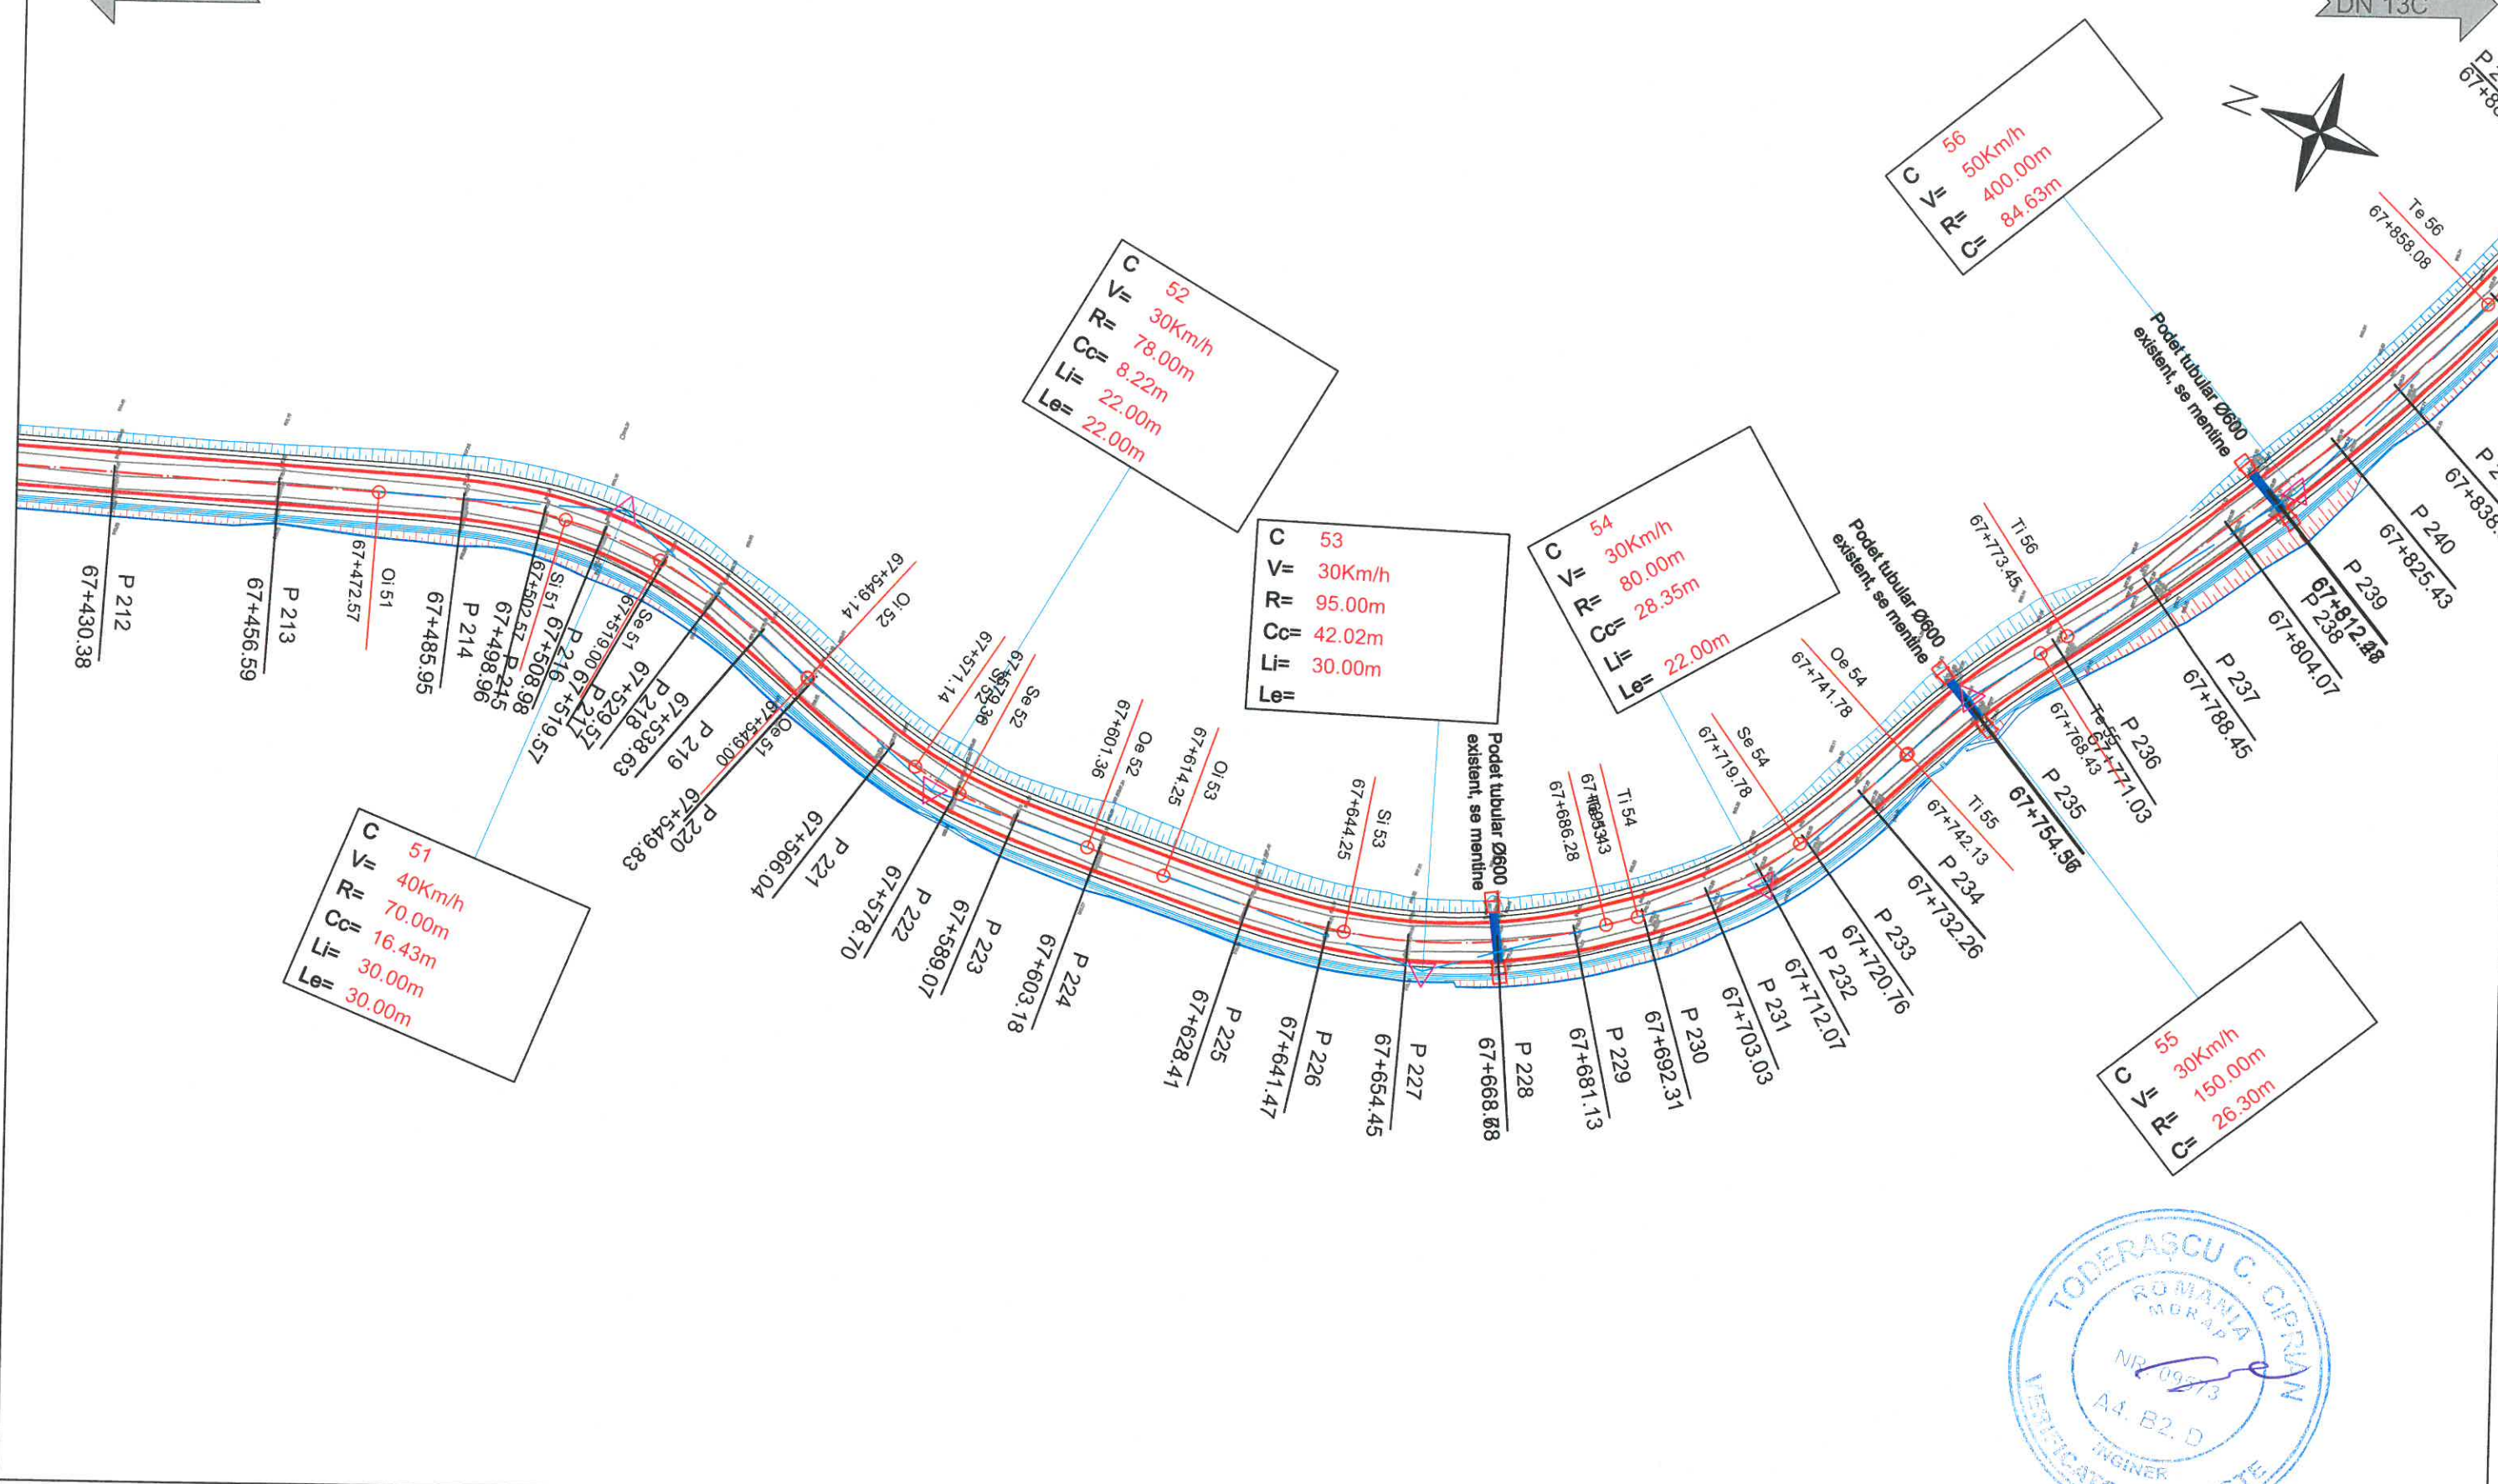 DN 13C
N
C 51
V= 40Km/h
R= 70.00m
Cc= 16.43m
Li= 30.00m
Le= 30.00m
C 52
V= 30Km/h
R= 78.00m
Cc= 8.22m
Li= 22.00m
Le= 22.00m
C 53
V= 30Km/h
R= 95.00m
Cc= 42.02m
Li= 30.00m
Le=
C 54
V= 30Km/h
R= 80.00m
Cc= 28.35m
Li=
Le= 22.00m
C 55
V= 30Km/h
R= 150.00m
C= 26.30m
C 56
V= 50Km/h
R= 400.00m
C= 84.63m
P 212
67+430.38
P 213
67+456.59
Oi 51
67+472.57
P 214
67+485.95
P 215
67+498.96
Si 51
67+502.57
P 216
67+508.98
Se 51
67+519.00
P 217
67+519.57
P 218
67+529.57
P 219
67+538.63
Oe 51
67+549.00
Oi 52
67+549.14
P 220
67+549.83
P 221
67+566.04
Si 52
67+571.14
P 222
67+578.70
Se 52
67+579.36
P 223
67+589.07
Oe 52
67+601.36
P 224
67+603.18
Oi 53
67+614.25
P 225
67+628.41
P 226
67+641.47
Si 53
67+644.25
P 227
67+654.45
Podet tubular Ø600
existent, se mentine
P 228
P 229
67+681.13
67+686.28
Ti 54
P 230
67+692.31
P 231
67+703.03
P 232
67+712.07
Se 54
67+719.78
P 233
67+720.76
P 234
67+732.26
Oe 54
67+741.78
Ti 55
67+742.13
Podet tubular Ø600
existent, se mentine
P 235
Te 55
67+768.43
P 236
67+771.03
Ti 56
67+773.45
P 237
67+788.45
P 238
67+804.07
Podet tubular Ø600
existent, se mentine
P 239
P 240
67+825.43
Te 56
67+858.08
TODERAȘCU C. CIPRIAN
ROMANIA
MDRAP
NR. 09573
A4. B2. D
INGINER